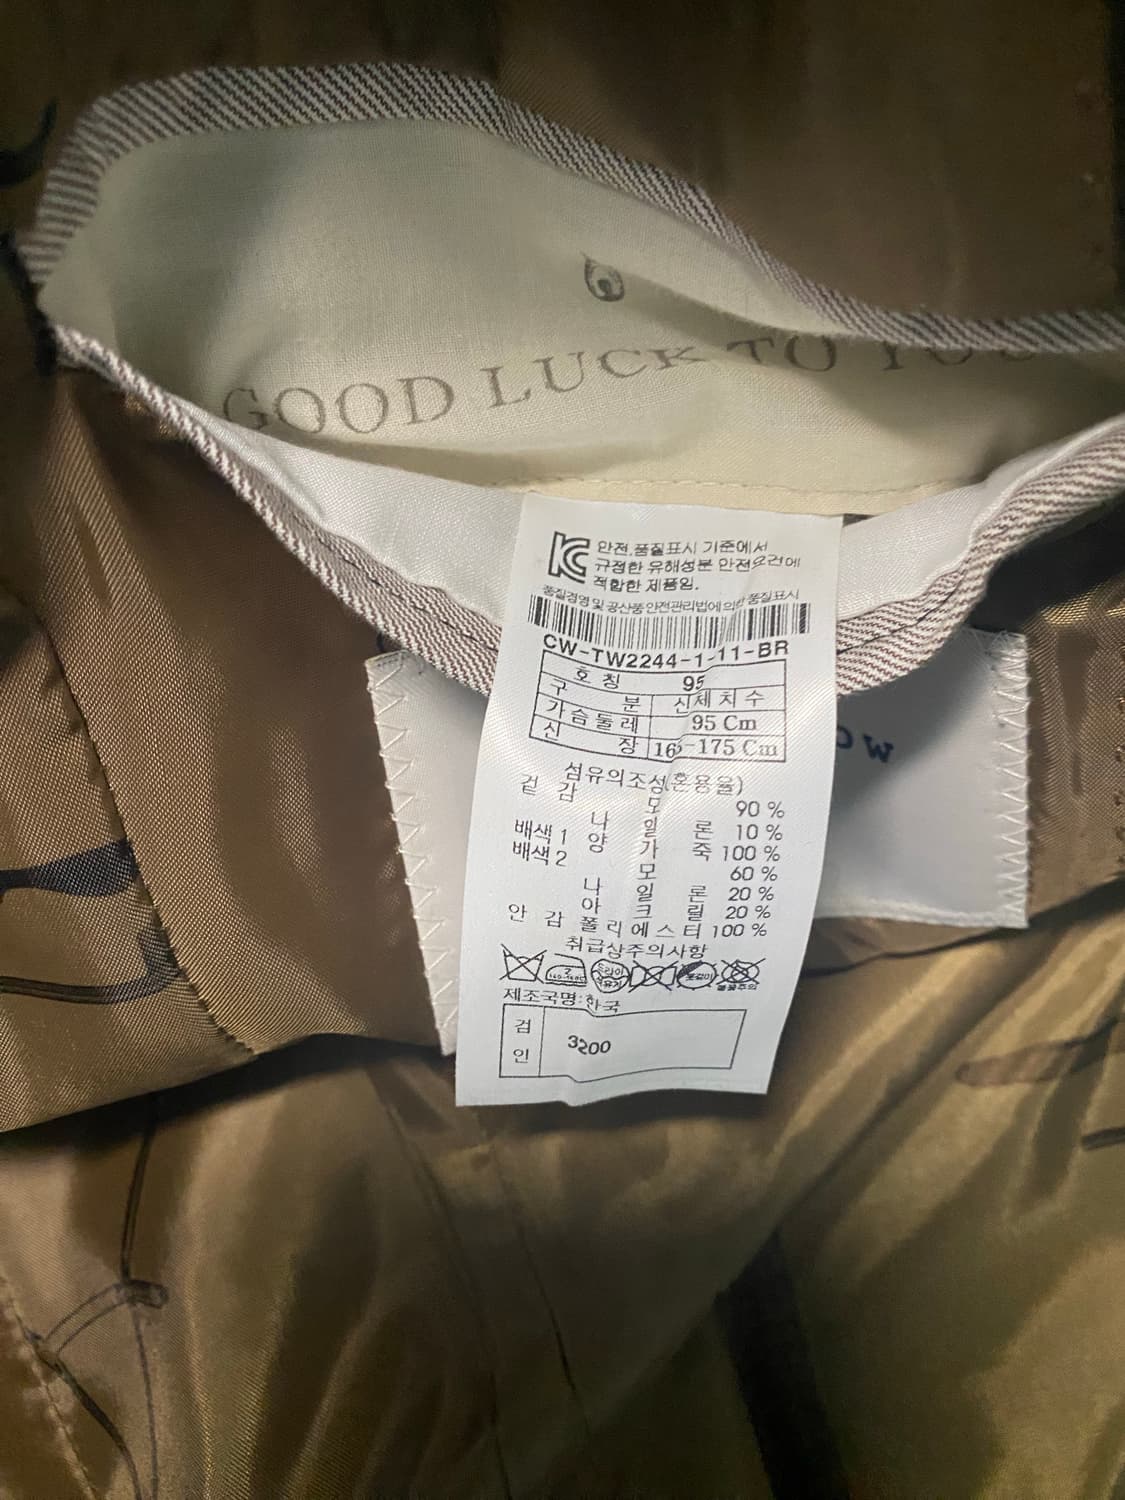 GOOD LUCK TO YOU
KC 안전.품질표시 기준에서
규정한 유해성분 안전요건에
적합한 제품임.
품질경영 및 공산품안전관리법에 의한 품질표시
CW-TW2244-1-11-BR
호칭 95
구 분 신체치수
가슴둘레 95 Cm
신 장 -175 Cm
섬유의조성(혼용율)
겉 감 모 90 %
나 일 론 10 %
배색1 양 가 죽 100 %
배색2 모 60 %
나 일 론 20 %
아 크 릴 20 %
안 감 폴리에스터 100 %
취급상주의사항
제조국명:한국
검 인 3200
OW